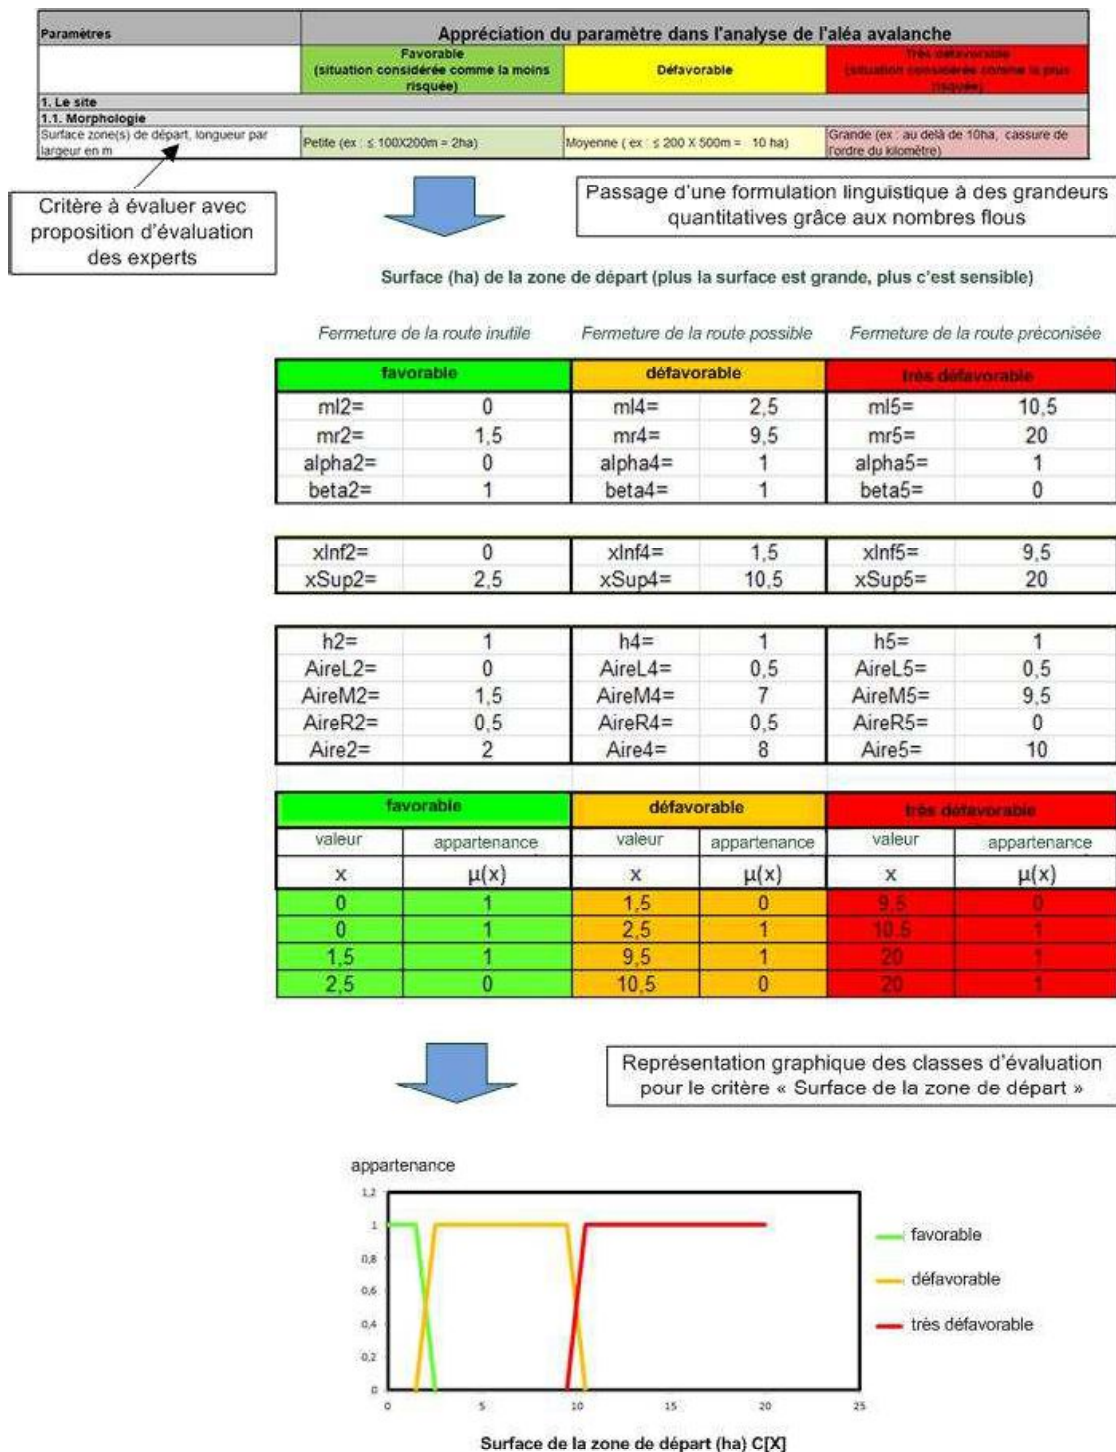 Paramètres
Appréciation du paramètre dans l'analyse de l'aléa avalanche
Favorable
(situation considérée comme la moins
risquée)
Défavorable
Très défavorable
(situation considérée comme la plus
risquée)
1. Le site
1.1. Morphologie
Surface zone(s) de départ, longueur par
largeur en m
Petite (ex : ≤ 100X200m = 2ha)
Moyenne ( ex : ≤ 200 X 500m = 10 ha)
Grande (ex : au delà de 10ha, cassure de
l'ordre du kilomètre)
Critère à évaluer avec
proposition d'évaluation
des experts
Passage d'une formulation linguistique à des grandeurs
quantitatives grâce aux nombres flous
Surface (ha) de la zone de départ (plus la surface est grande, plus c'est sensible)
Fermeture de la route inutile Fermeture de la route possible Fermeture de la route préconisée
favorable défavorable très défavorable
ml2= 0 ml4= 2,5 ml5= 10,5
mr2= 1,5 mr4= 9,5 mr5= 20
alpha2= 0 alpha4= 1 alpha5= 1
beta2= 1 beta4= 1 beta5= 0
xInf2= 0 xInf4= 1,5 xInf5= 9,5
xSup2= 2,5 xSup4= 10,5 xSup5= 20
h2= 1 h4= 1 h5= 1
AireL2= 0 AireL4= 0,5 AireL5= 0,5
AireM2= 1,5 AireM4= 7 AireM5= 9,5
AireR2= 0,5 AireR4= 0,5 AireR5= 0
Aire2= 2 Aire4= 8 Aire5= 10
favorable défavorable très défavorable
valeur appartenance valeur appartenance valeur appartenance
x µ(x) x µ(x) x µ(x)
0 1 1,5 0 9,5 0
0 1 2,5 1 10,5 1
1,5 1 9,5 1 20 1
2,5 0 10,5 0 20 1
Représentation graphique des classes d'évaluation
pour le critère « Surface de la zone de départ »
appartenance
1,2
1
0,8
0,6
0,4
0,2
0
0 5 10 15 20 25
favorable
défavorable
très défavorable
Surface de la zone de départ (ha) C[X]